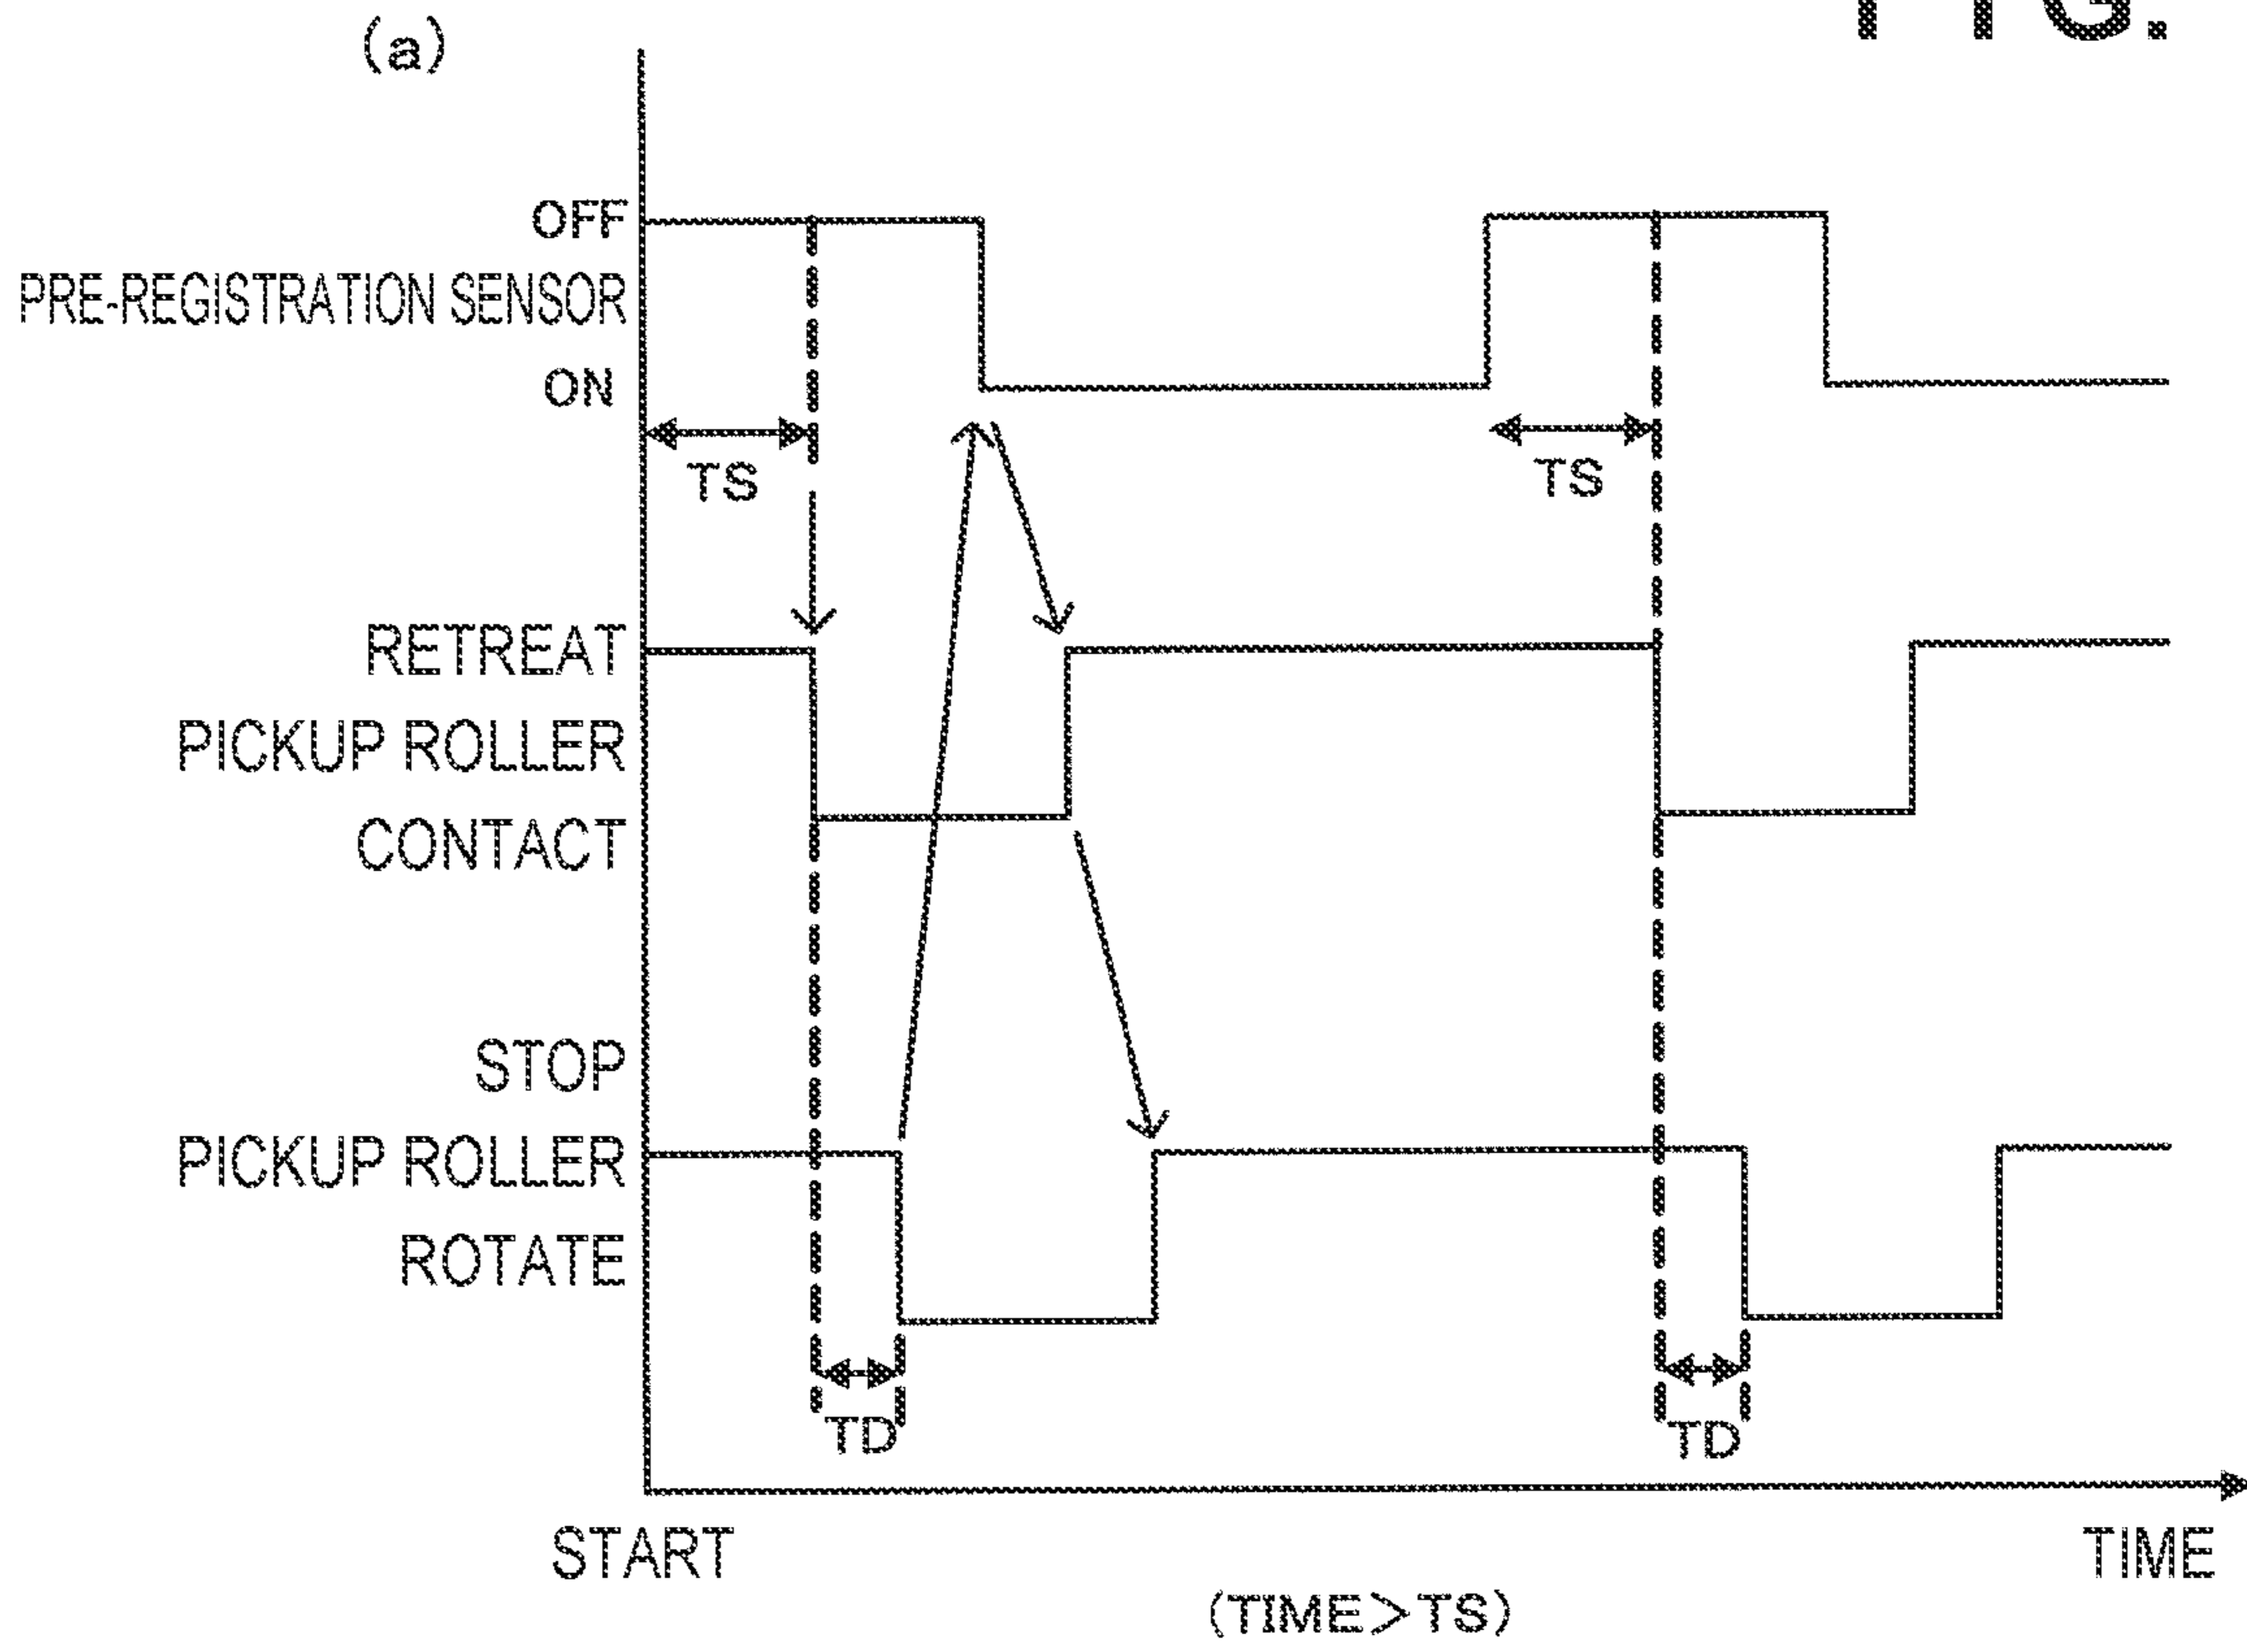 FIG.
(a)
OFF
PRE-REGISTRATION SENSOR
ON
TS
TS
RETREAT
PICKUP ROLLER
CONTACT
STOP
PICKUP ROLLER
ROTATE
TD
TD
START
TIME
(TIME>TS)